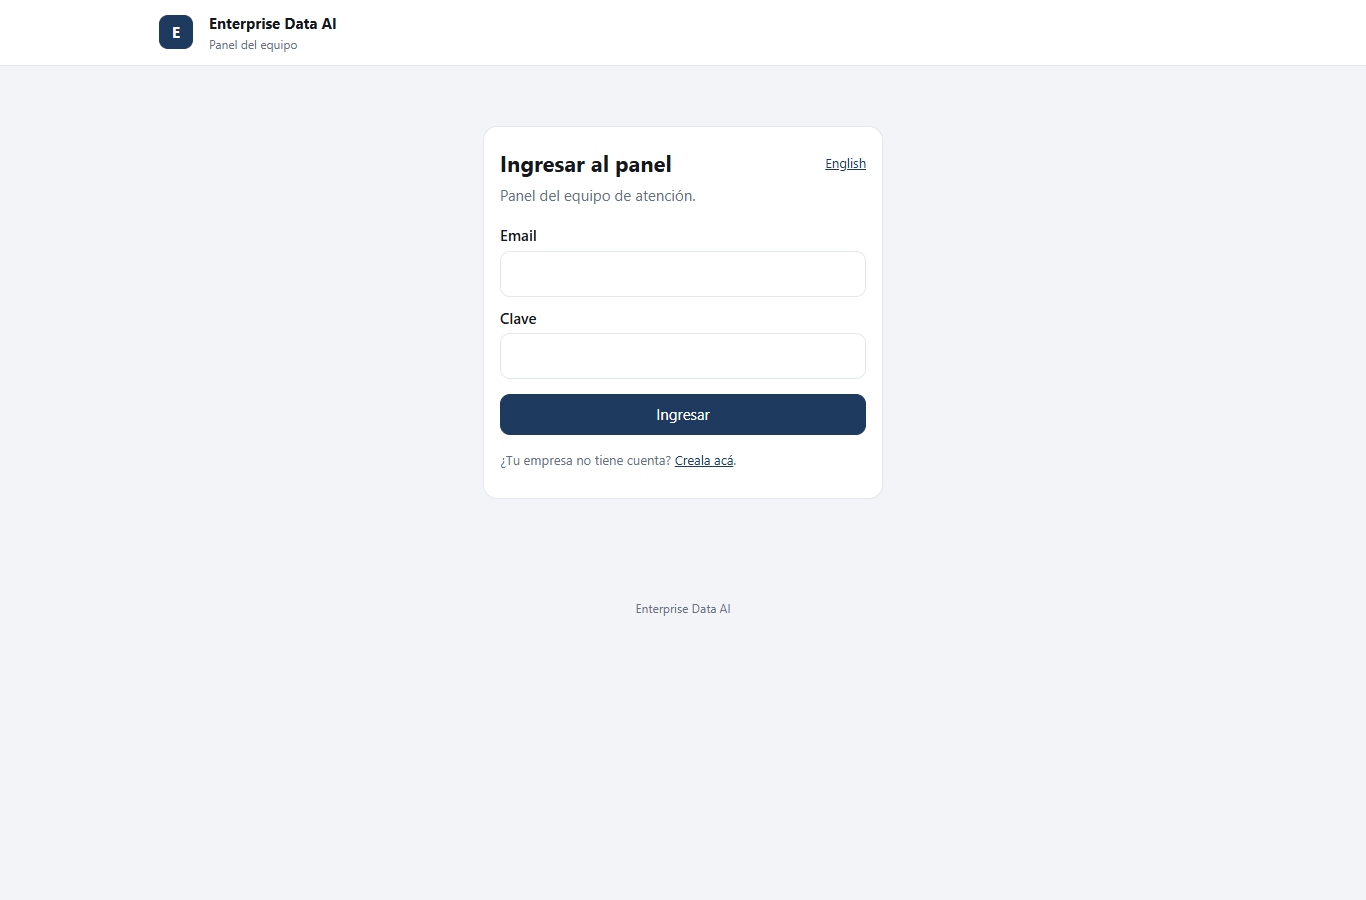 E
Enterprise Data AI
Panel del equipo
Ingresar al panel
English
Panel del equipo de atención.
Email
Clave
Ingresar
¿Tu empresa no tiene cuenta? Creala acá.
Enterprise Data AI